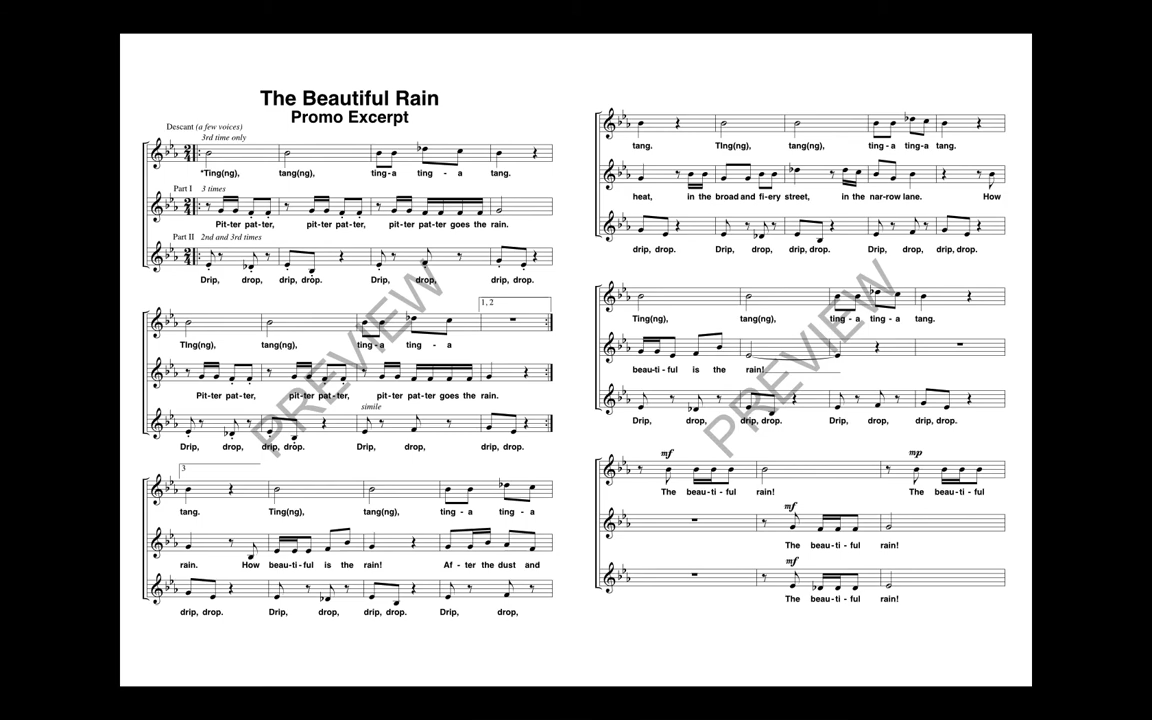 The Beautiful Rain
Promo Excerpt
Descant (a few voices)
3rd time only
*Ting(ng), tang(ng), ting-a ting - a tang.
Part I 3 times
Pit-ter pat-ter, pit-ter pat-ter, pit-ter pat-ter goes the rain.
Part II 2nd and 3rd times
Drip, drop, drip, drop. Drip, drop, drip, drop.
1, 2
TIng(ng), tang(ng), ting-a ting - a
Pit-ter pat-ter, pit-ter pat-ter, pit-ter pat-ter goes the rain.
simile
Drip, drop, drip, drop. Drip, drop, drip, drop.
3
tang. Ting(ng), tang(ng), ting - a ting - a
rain. How beau-ti-ful is the rain! Af - ter the dust and
drip, drop. Drip, drop, drip, drop. Drip, drop,
PREVIEW
tang. TIng(ng), tang(ng), ting-a ting-a tang.
heat, in the broad and fi-ery street, in the nar-row lane. How
drip, drop. Drip, drop, drip, drop. Drip, drop, drip, drop.
Ting(ng), tang(ng), ting-a ting-a tang.
beau-ti-ful is the rain!
Drip, drop, drip, drop. Drip, drop, drip, drop.
mf mp
The beau-ti-ful rain! The beau-ti-ful
mf
The beau-ti-ful rain!
mf
The beau-ti-ful rain!
PREVIEW